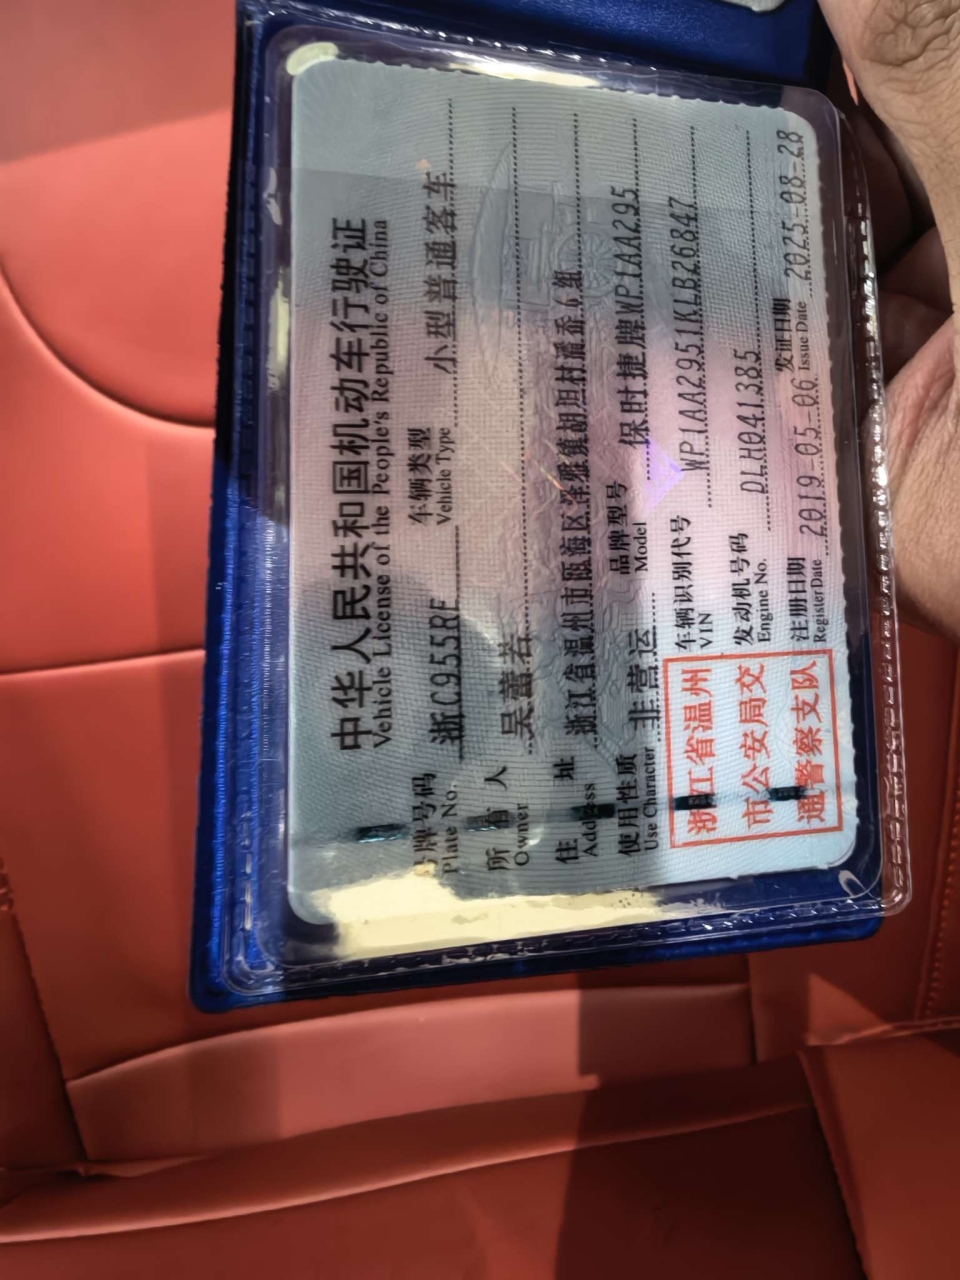 中华人民共和国机动车行驶证
Vehicle License of the People's Republic of China
号牌号码 浙C955RF 车辆类型 小型普通客车
Plate No. Vehicle Type
所有人 吴蕾若
Owner
住址 浙江省温州市瓯海区泽雅镇胡坦村潘岙6组
Address
使用性质 非营运 品牌型号 保时捷牌WP1AA295
Use Character Model
浙江省温州
市公安局交
通警察支队
车辆识别代号 WP1AA2951KLB26847
VIN
发动机号码 DLH041385
Engine No.
注册日期 2019-05-06 发证日期 2025-08-28
Register Date Issue Date